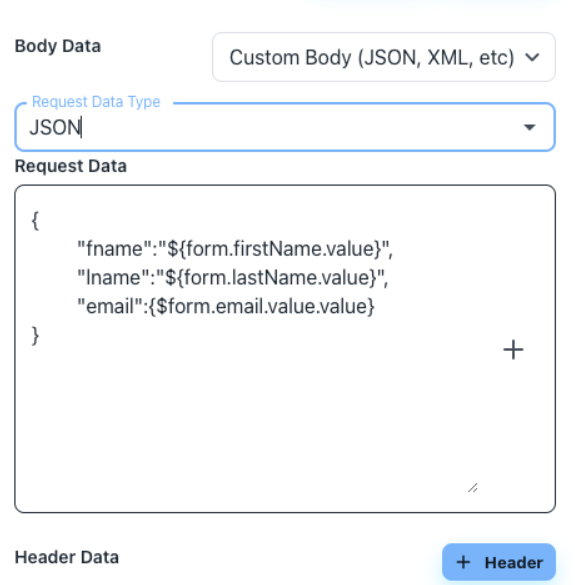 Body Data
Custom Body (JSON, XML, etc)
Request Data Type
JSON
Request Data
{
"fname":"${form.firstName.value}",
"lname":"${form.lastName.value}",
"email":{$form.email.value.value}
}
+
Header Data
+ Header